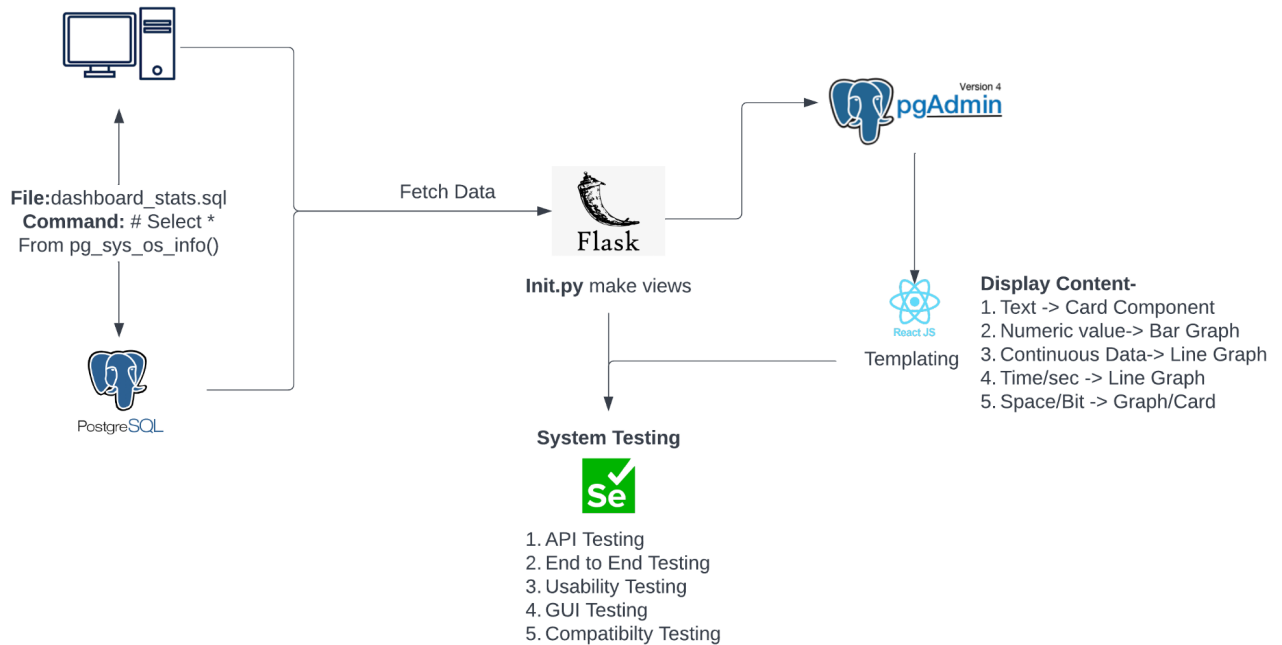 File:dashboard_stats.sql
Command: # Select *
From pg_sys_os_info()
PostgreSQL
Fetch Data
Flask
Init.py make views
Version 4
pgAdmin
React JS
Templating
Display Content-
1. Text -> Card Component
2. Numeric value-> Bar Graph
3. Continuous Data-> Line Graph
4. Time/sec -> Line Graph
5. Space/Bit -> Graph/Card
System Testing
Se
1. API Testing
2. End to End Testing
3. Usability Testing
4. GUI Testing
5. Compatibilty Testing